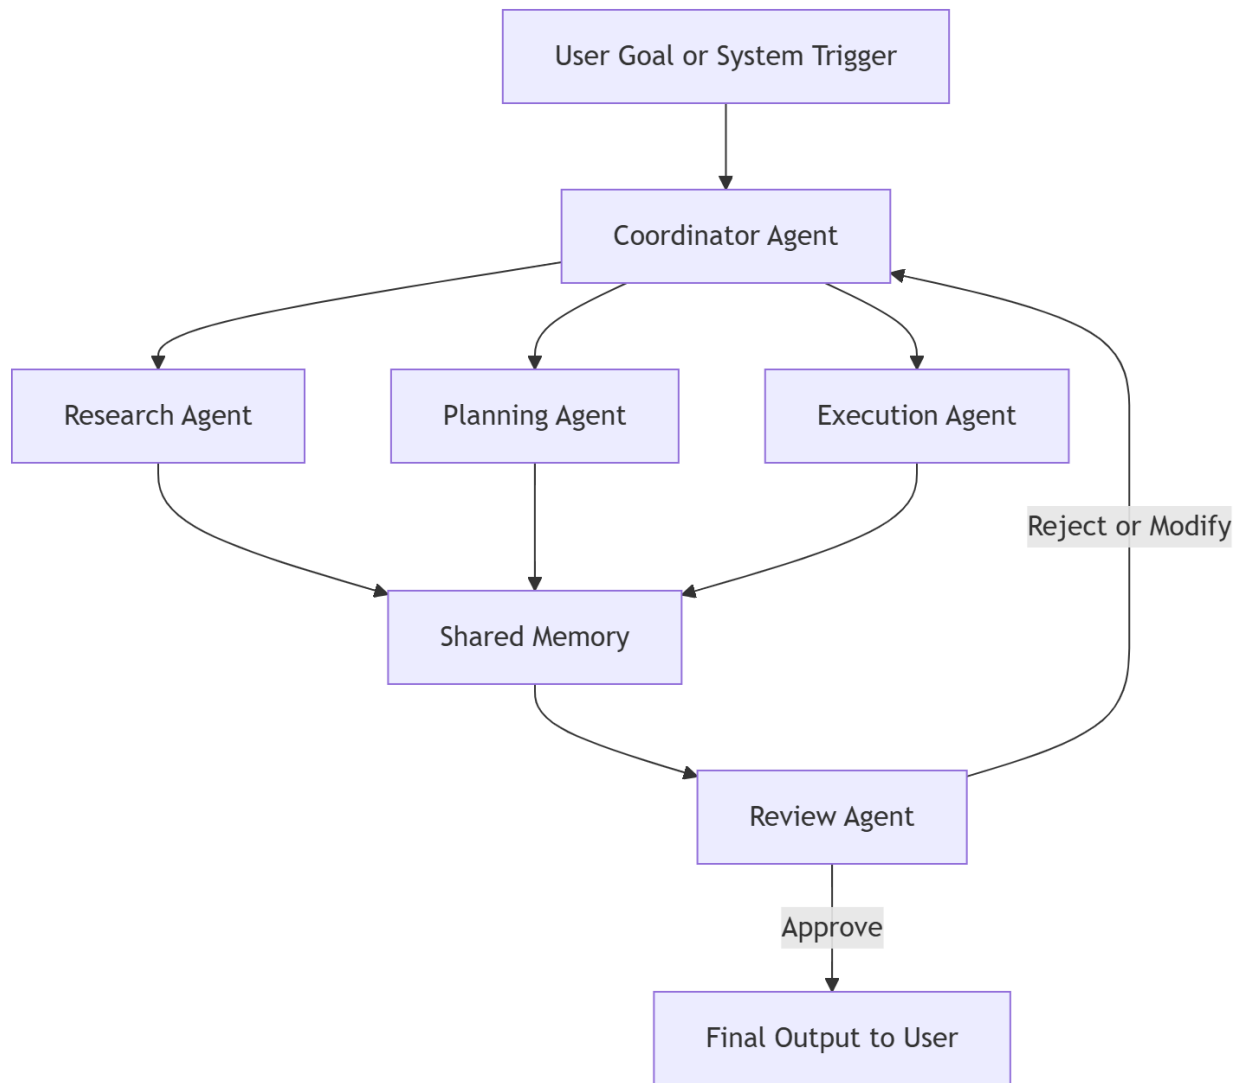 User Goal or System Trigger
Coordinator Agent
Research Agent
Planning Agent
Execution Agent
Reject or Modify
Shared Memory
Review Agent
Approve
Final Output to User